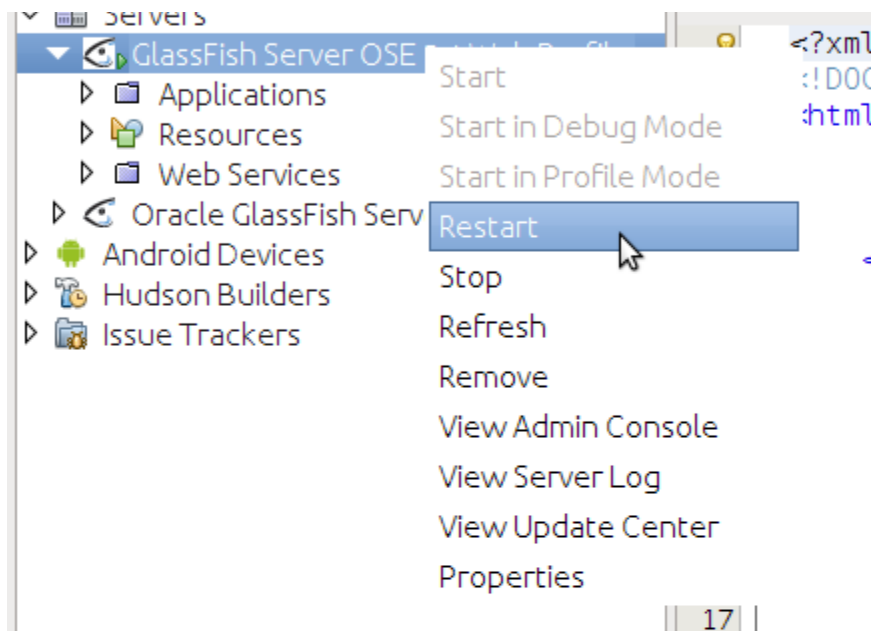 Servers
GlassFish Server OSE
Applications
Resources
Web Services
Oracle GlassFish Serv
Android Devices
Hudson Builders
Issue Trackers
Start
Start in Debug Mode
Start in Profile Mode
Restart
Stop
Refresh
Remove
View Admin Console
View Server Log
View Update Center
Properties
<?xml
<!DOC
html
<
17